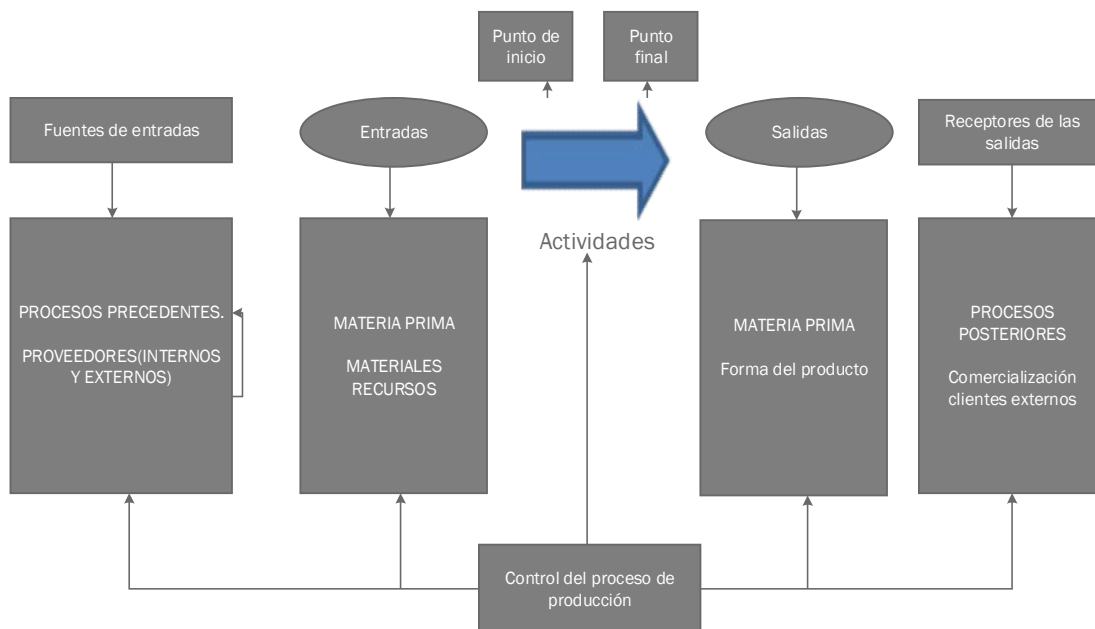 Punto de
inicio
Punto
final
Fuentes de entradas
Entradas
Salidas
Receptores de las
salidas
Actividades
PROCESOS PRECEDENTES.
PROVEEDORES(INTERNOS
Y EXTERNOS)
MATERIA PRIMA
MATERIALES
RECURSOS
MATERIA PRIMA
Forma del producto
PROCESOS
POSTERIORES
Comercialización
clientes externos
Control del proceso de
producción